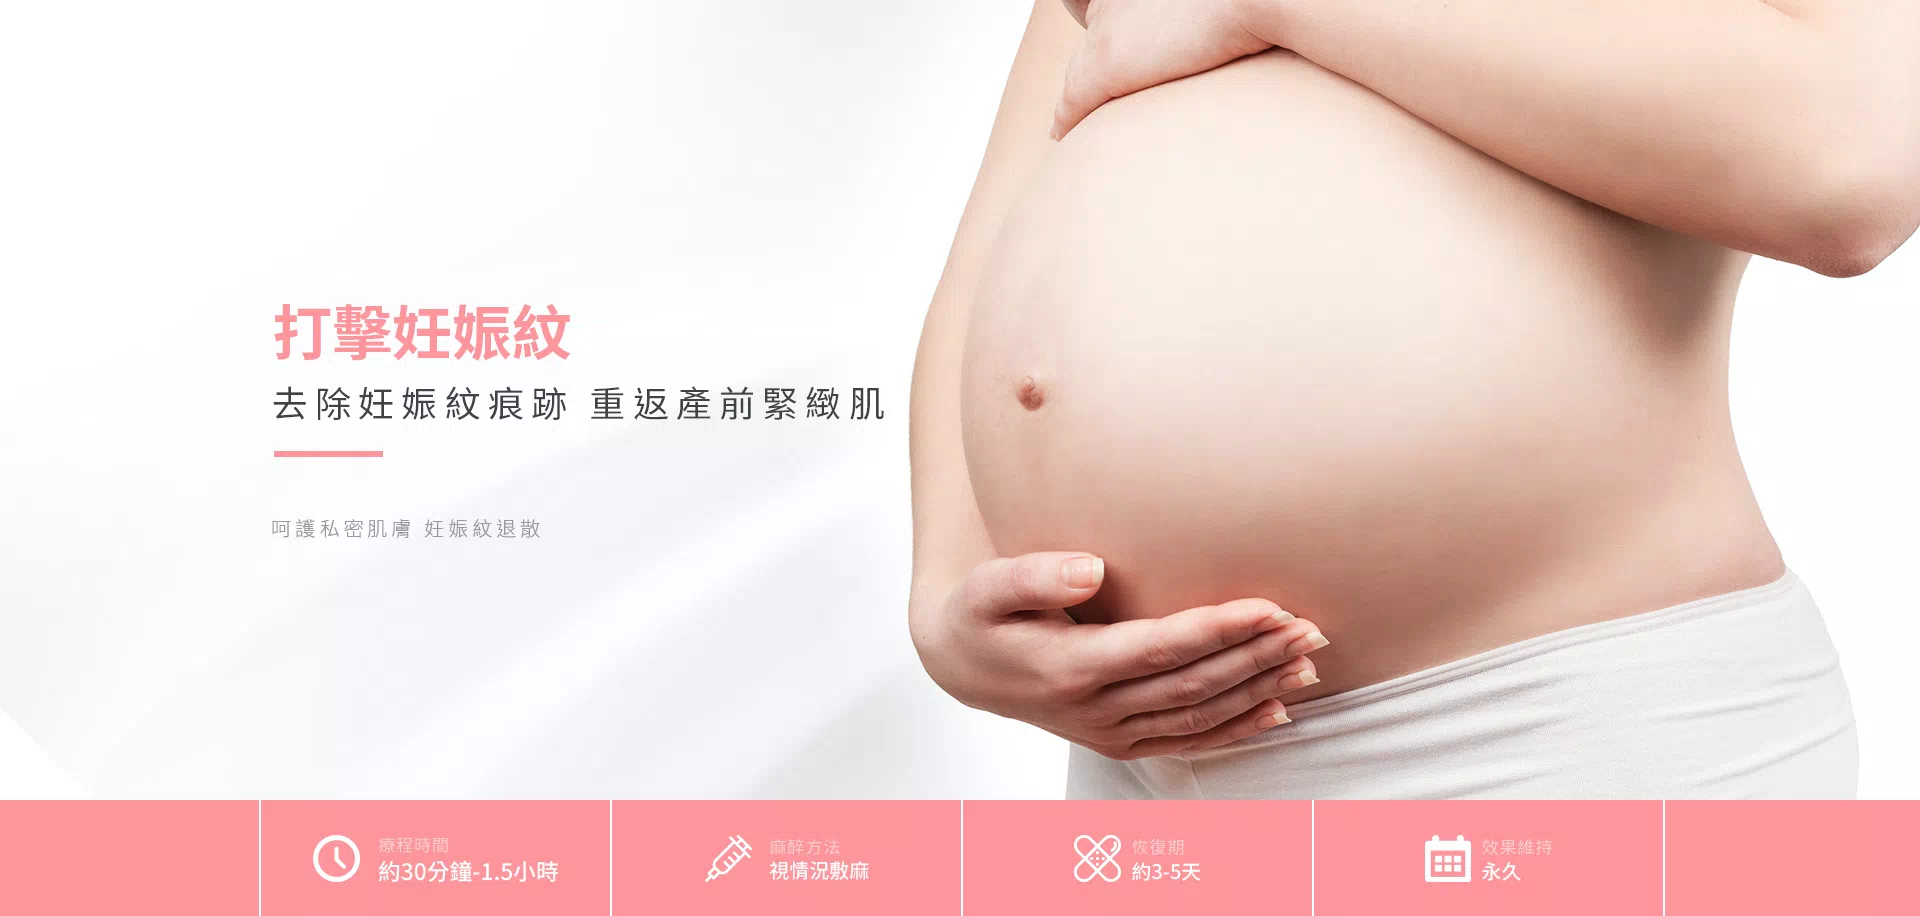 打擊妊娠紋
去除妊娠紋痕跡 重返產前緊緻肌
呵護私密肌膚 妊娠紋退散
療程時間
約30分鐘-1.5小時
麻醉方法
視情況敷麻
恢復期
約3-5天
效果維持
永久